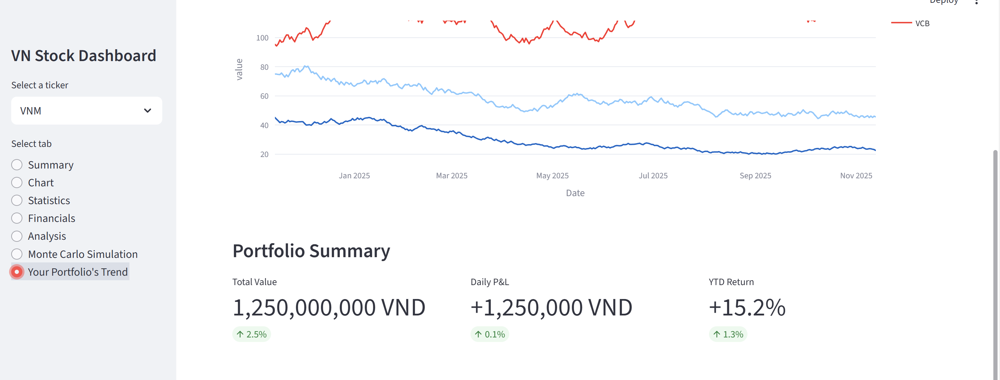 Deploy
VN Stock Dashboard
Select a ticker
VNM
Select tab
Summary
Chart
Statistics
Financials
Analysis
Monte Carlo Simulation
Your Portfolio's Trend
VCB
value
100
80
60
40
20
Jan 2025
Mar 2025
May 2025
Jul 2025
Sep 2025
Nov 2025
Date
Portfolio Summary
Total Value
1,250,000,000 VND
↑ 2.5%
Daily P&L
+1,250,000 VND
↑ 0.1%
YTD Return
+15.2%
↑ 1.3%